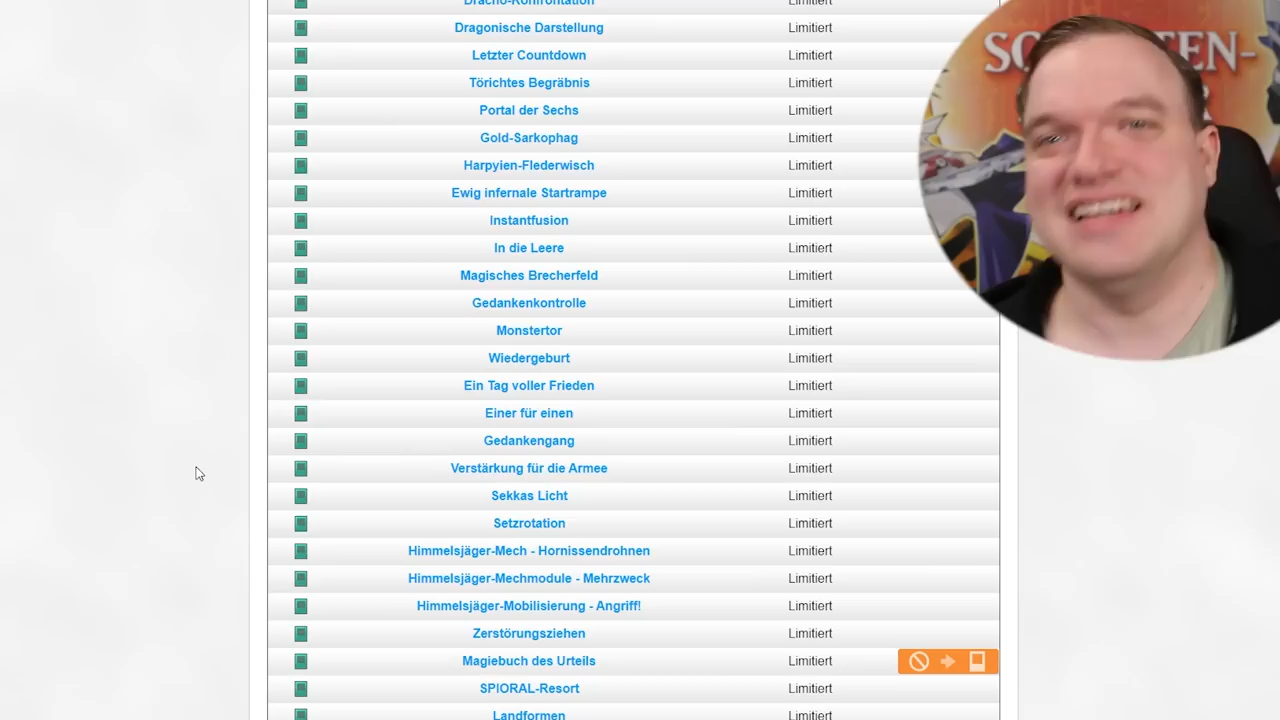 Dracho-Konfrontation Limitiert
Dragonische Darstellung Limitiert
Letzter Countdown Limitiert
Törichtes Begräbnis Limitiert
Portal der Sechs Limitiert
Gold-Sarkophag Limitiert
Harpyien-Flederwisch Limitiert
Ewig infernale Startrampe Limitiert
Instantfusion Limitiert
In die Leere Limitiert
Magisches Brecherfeld Limitiert
Gedankenkontrolle Limitiert
Monstertor Limitiert
Wiedergeburt Limitiert
Ein Tag voller Frieden Limitiert
Einer für einen Limitiert
Gedankengang Limitiert
Verstärkung für die Armee Limitiert
Sekkas Licht Limitiert
Setzrotation Limitiert
Himmelsjäger-Mech - Hornissendrohnen Limitiert
Himmelsjäger-Mechmodule - Mehrzweck Limitiert
Himmelsjäger-Mobilisierung - Angriff! Limitiert
Zerstörungsziehen Limitiert
Magiebuch des Urteils Limitiert
SPIORAL-Resort Limitiert
Landformen Limitiert